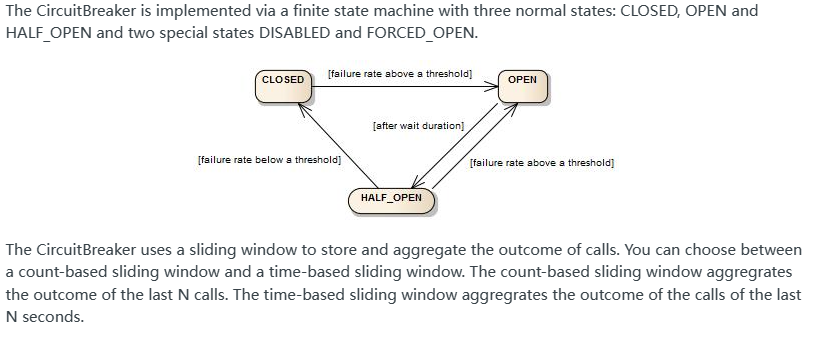 The CircuitBreaker is implemented via a finite state machine with three normal states: CLOSED, OPEN and
HALF_OPEN and two special states DISABLED and FORCED_OPEN.
CLOSED
[failure rate above a threshold]
OPEN
[after wait duration]
[failure rate below a threshold]
[failure rate above a threshold]
HALF_OPEN
The CircuitBreaker uses a sliding window to store and aggregate the outcome of calls. You can choose between
a count-based sliding window and a time-based sliding window. The count-based sliding window aggregrates
the outcome of the last N calls. The time-based sliding window aggregrates the outcome of the calls of the last
N seconds.